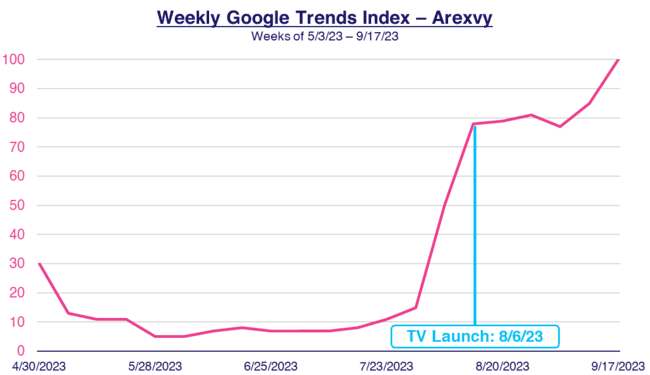 Weekly Google Trends Index – Arexvy
Weeks of 5/3/23 – 9/17/23
100
90
80
70
60
50
40
30
20
10
0
TV Launch: 8/6/23
4/30/2023 5/28/2023 6/25/2023 7/23/2023 8/20/2023 9/17/2023